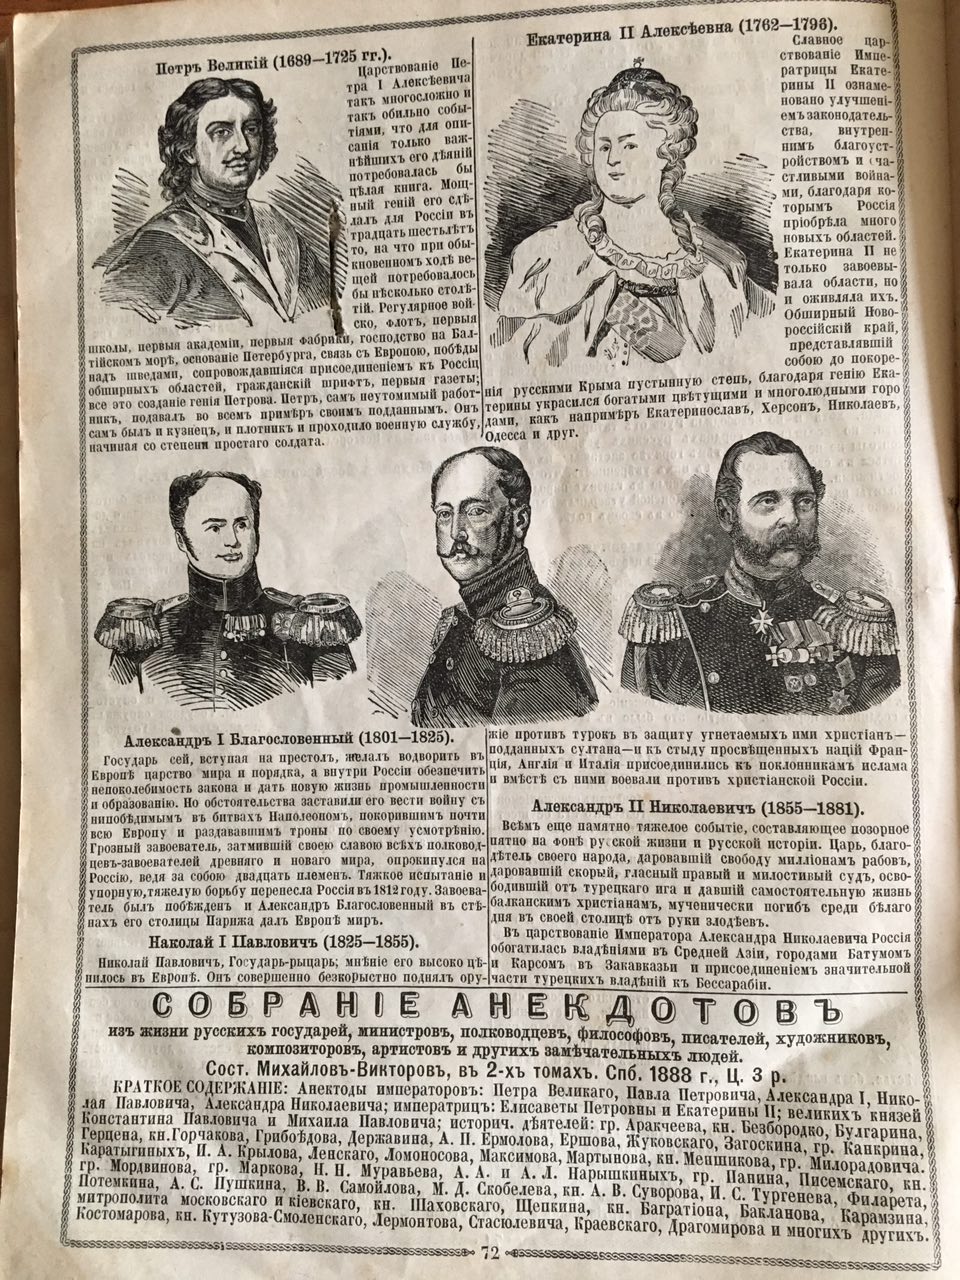 Петръ Великій (1689—1725 гг.).
Царствованіе Пе-
тра I Алексѣевича
такъ многосложно и
такъ обильно собы-
тіями, что для опи-
санія только важ-
нѣйшихъ его дѣяній
потребовалась бы
цѣлая книга. Мощ-
ный геній его сдѣ-
лалъ для Россіи въ
тридцать шестьлѣтъ
то, на что при обы-
кновенномъ ходѣ ве-
щей потребовалось
бы нѣсколько столѣ-
тій. Регулярное вой-
ско, флотъ, первыя
школы, первыя академіи, первыя фабрики, господство на Бал-
тійскомъ морѣ, основаніе Петербурга, связь съ Европою, побѣды
надъ шведами, сопровождавшіяся присоединеніемъ къ Россіи
обширныхъ областей, гражданскій шрифтъ, первыя газеты;
все это созданіе генія Петрова. Петръ, самъ неутомимый работ-
никъ, подавалъ во всемъ примѣръ своимъ подданнымъ. Онъ
самъ былъ и кузнецъ, и плотникъ и проходилъ военную службу,
начиная со степени простаго солдата.
Екатерина II Алексѣевна (1762—1796).
Славное цар-
ствованіе Импе-
ратрицы Екате-
рины II ознаме-
новано улучшені-
емъ законодатель-
ства, внутрен-
нимъ благоуст-
ройствомъ и сча-
стливыми война-
ми, благодаря ко-
торымъ Россія
пріобрѣла много
новыхъ областей.
Екатерина II не
только завоевы-
вала области, но
и оживляла ихъ.
Обширный Ново-
россійскій край,
представлявшій
собою до покоре-
нія русскими Крыма пустынную степь, благодаря генію Ека-
терины украсился богатыми цвѣтущими и многолюдными горо
дами, какъ напримѣръ Екатеринославъ, Херсонъ, Николаевъ,
Одесса и друг.
Александръ I Благословенный (1801—1825).
Государь сей, вступая на престолъ, желалъ водворить въ
Европѣ царство мира и порядка, а внутри Россіи обезпечить
непоколебимость закона и дать новую жизнь промышленности
и образованію. Но обстоятельства заставили его вести войну съ
нипобѣдимымъ въ битвахъ Наполеономъ, покорившимъ почти
всю Европу и раздававшимъ троны по своему усмотрѣнію.
Грозный завоеватель, затмившій своею славою всѣхъ полковод-
цевъ-завоевателей древняго и новаго мира, опрокинулся на
Россію, ведя за собою двадцать племенъ. Тяжкое испытаніе и
упорную, тяжелую борьбу перенесла Россія въ 1812 году. Завоева-
тель былъ побѣжденъ и Александръ Благословенный въ стѣ-
нахъ его столицы Парижа далъ Европѣ миръ.
Наколай I Павловичъ (1825—1855).
Николай Павловичъ, Государь-рыцарь; мнѣніе его высоко цѣ-
нилось въ Европѣ. Онъ совершенно безкорыстно поднялъ ору-
жіе противъ турокъ въ защиту угнетаемыхъ ими христіанъ—
подданныхъ султана—и къ стыду просвѣщенныхъ націй Фран-
ція, Англія и Италія присоединились къ поклонникамъ ислама
и вмѣстѣ съ ними воевали противъ христіанской Россіи.
Александръ II Николаевичъ (1855—1881).
Всѣмъ еще памятно тяжелое событіе, составляющее позорное
пятно на фонѣ русской жизни и русской исторіи. Царь, благо-
дѣтель своего народа, даровавшій свободу милліонамъ рабовъ,
даровавшій скорый, гласный правый и милостивый судъ, осво-
бодившій отъ турецкаго ига и давшій самостоятельную жизнь
балканскимъ христіанамъ, мученически погибъ среди бѣлаго
дня въ своей столицѣ отъ руки злодѣевъ.
Въ царствованіе Императора Александра Николаевича Россія
обогатилась владѣніями въ Средней Азіи, городами Батумомъ
и Карсомъ въ Закавказьи и присоединеніемъ значительной
части турецкихъ владѣній къ Бессарабіи.
СОБРАНІЕ АНЕКДОТОВЪ
изъ жизни русскихъ государей, министровъ, полководцевъ, философовъ, писателей, художниковъ,
композиторовъ, артистовъ и другихъ замѣчательныхъ людей.
Сост. Михайловъ-Викторовъ, въ 2-хъ томахъ. Спб. 1888 г., Ц. 3 р.
КРАТКОЕ СОДЕРЖАНІЕ: Анекдоты императоровъ: Петра Великаго, Павла Петровича, Александра I, Нико-
лая Павловича, Александра Николаевича; императрицъ: Елисаветы Петровны и Екатерины II; великихъ князей
Константина Павловича и Михаила Павловича; историч. дѣятелей: гр. Аракчеева, кн. Безбородко, Булгарина,
Герцена, кн. Горчакова, Грибоѣдова, Державина, А. П. Ермолова, Ершова, Жуковскаго, Загоскина, гр. Канкрина,
Каратыгиныхъ, И. А. Крылова, Ленскаго, Ломоносова, Максимова, Мартынова, кн. Меншикова, гр. Милорадовича.
гр. Мордвинова, гр. Маркова, Н. Н. Муравьева, А. А. и А. Л. Нарышкиныхъ, гр. Панина, Писемскаго, кн.
Потемкина, А. С. Пушкина, В. В. Самойлова, М. Д. Скобелева, кн. А. В. Суворова, И. С. Тургенева, Филарета,
митрополита московскаго и кіевскаго, кн. Шаховскаго, Щепкина, кн. Багратіона, Бакланова, Карамзина,
Костомарова, кн. Кутузова-Смоленскаго, Лермонтова, Стасюлевича, Краевскаго, Драгомирова и многихъ другихъ.
72